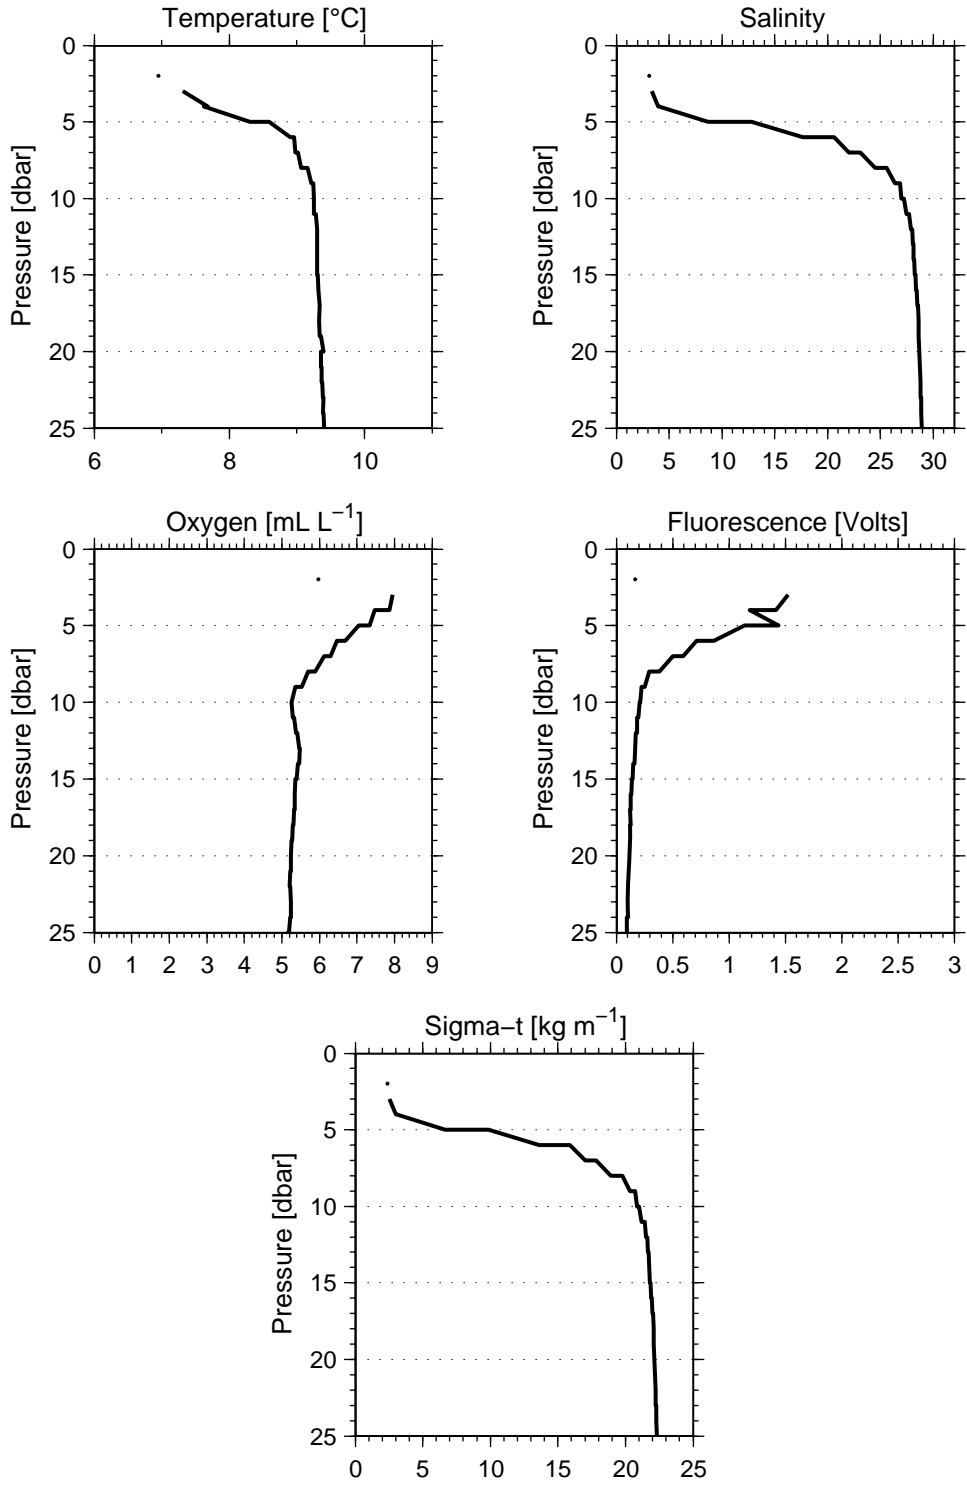 Temperature [°C]
0
5
10
15
20
25
Pressure [dbar]
6 8 10
Salinity
0
5
10
15
20
25
Pressure [dbar]
0 5 10 15 20 25 30
Oxygen [mL L−1]
0
5
10
15
20
25
Pressure [dbar]
0 1 2 3 4 5 6 7 8 9
Fluorescence [Volts]
0
5
10
15
20
25
Pressure [dbar]
0 0.5 1 1.5 2 2.5 3
Sigma−t [kg m−1]
0
5
10
15
20
25
Pressure [dbar]
0 5 10 15 20 25